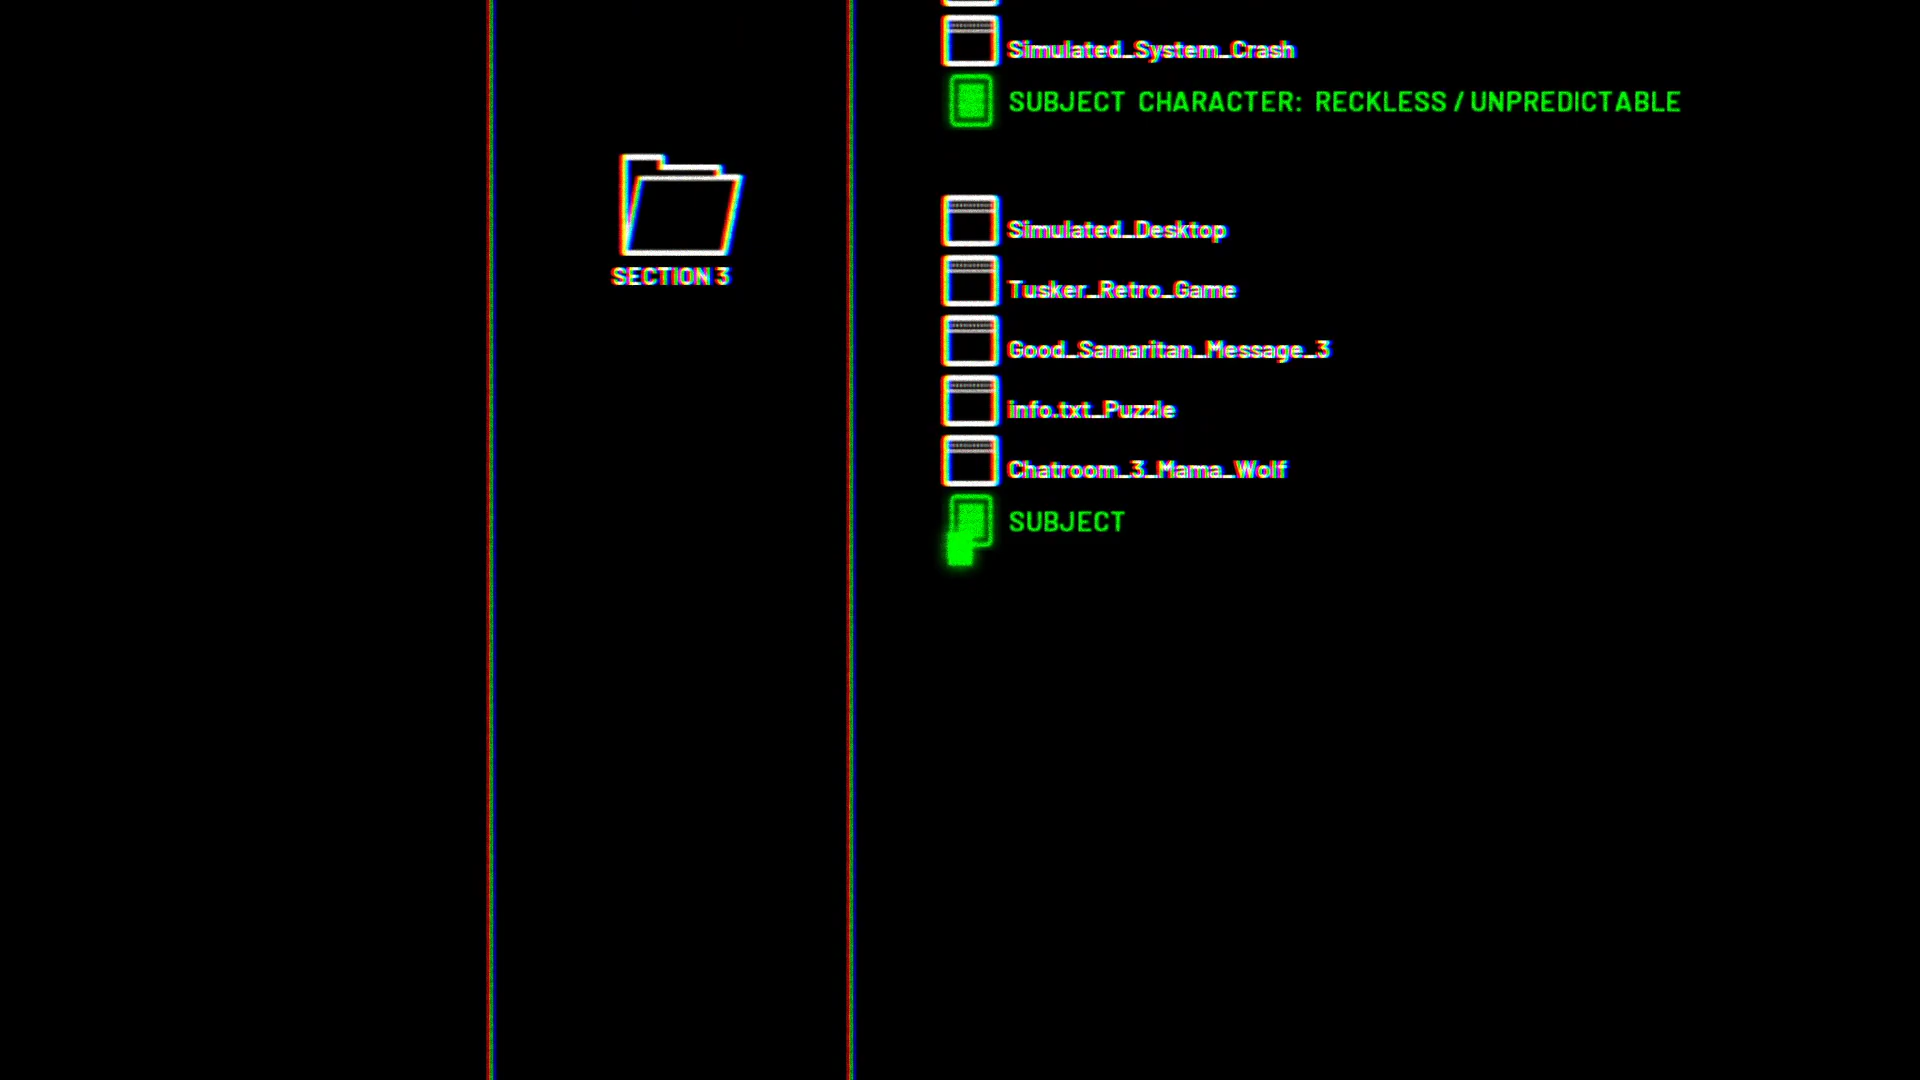 Simulated_System_Crash
SUBJECT CHARACTER: RECKLESS / UNPREDICTABLE
SECTION 3
Simulated_Desktop
Tusker_Retro_Game
Good_Samaritan_Message_3
info.txt_Puzzle
Chatroom_3_Mama_Wolf
SUBJECT